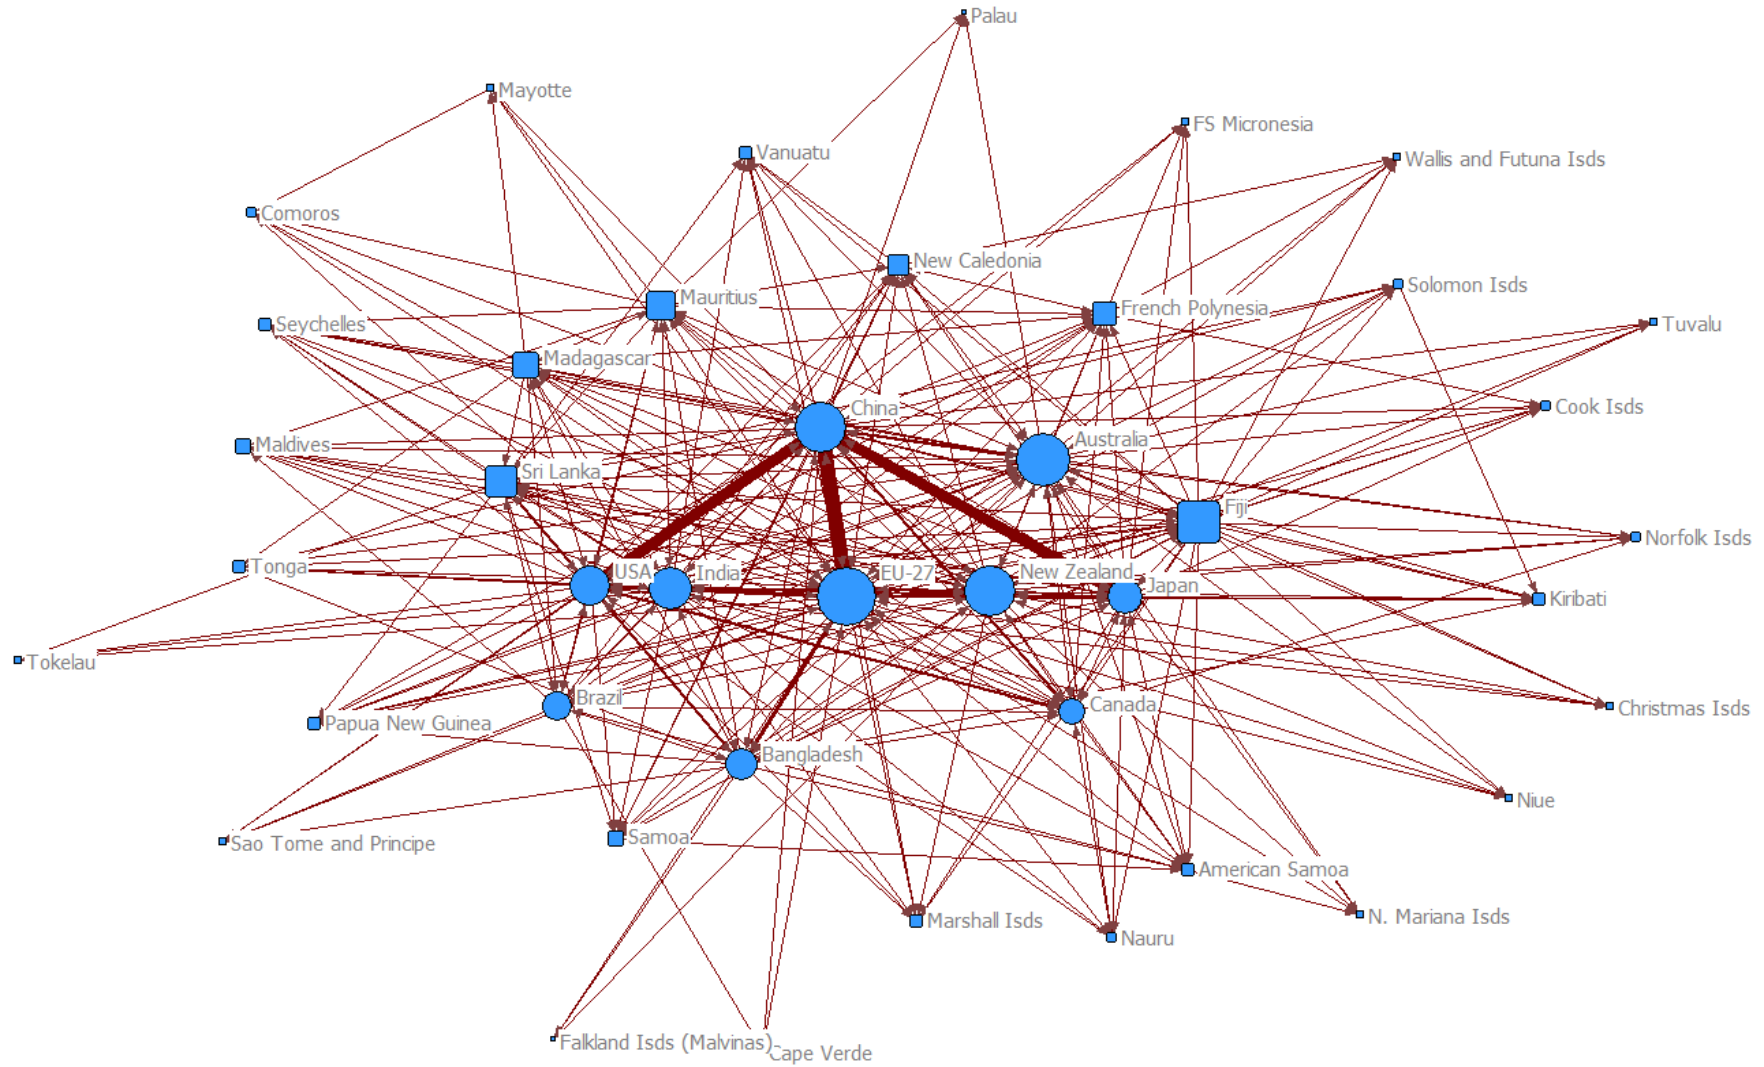 Palau
Mayotte
FS Micronesia
Vanuatu
Wallis and Futuna Isds
Comoros
New Caledonia
Solomon Isds
Mauritius
French Polynesia
Seychelles
Tuvalu
Madagascar
China
Cook Isds
Australia
Maldives
Sri Lanka
Fiji
Norfolk Isds
Tonga
USA
India
EU-27
New Zealand
Japan
Kiribati
Tokelau
Brazil
Canada
Christmas Isds
Papua New Guinea
Bangladesh
Niue
Samoa
Sao Tome and Principe
American Samoa
N. Mariana Isds
Marshall Isds
Nauru
Falkland Isds (Malvinas)
Cape Verde